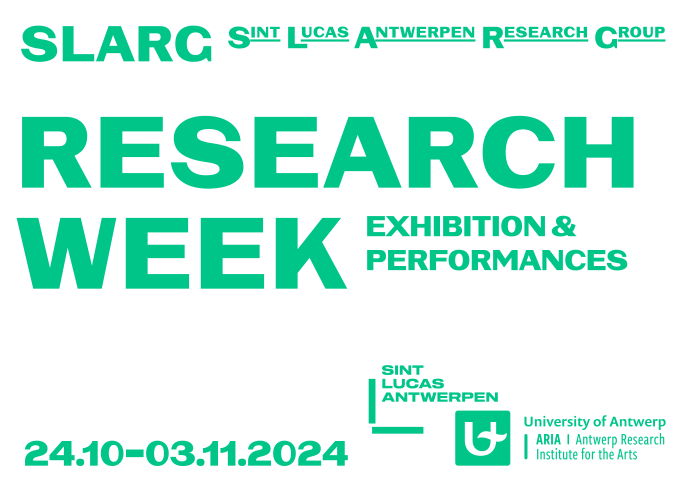 SLARG SINT LUCAS ANTWERPEN RESEARCH GROUP
RESEARCH
WEEK
EXHIBITION &
PERFORMANCES
SINT
LUCAS
ANTWERPEN
University of Antwerp
ARIA | Antwerp Research
Institute for the Arts
24.10–03.11.2024